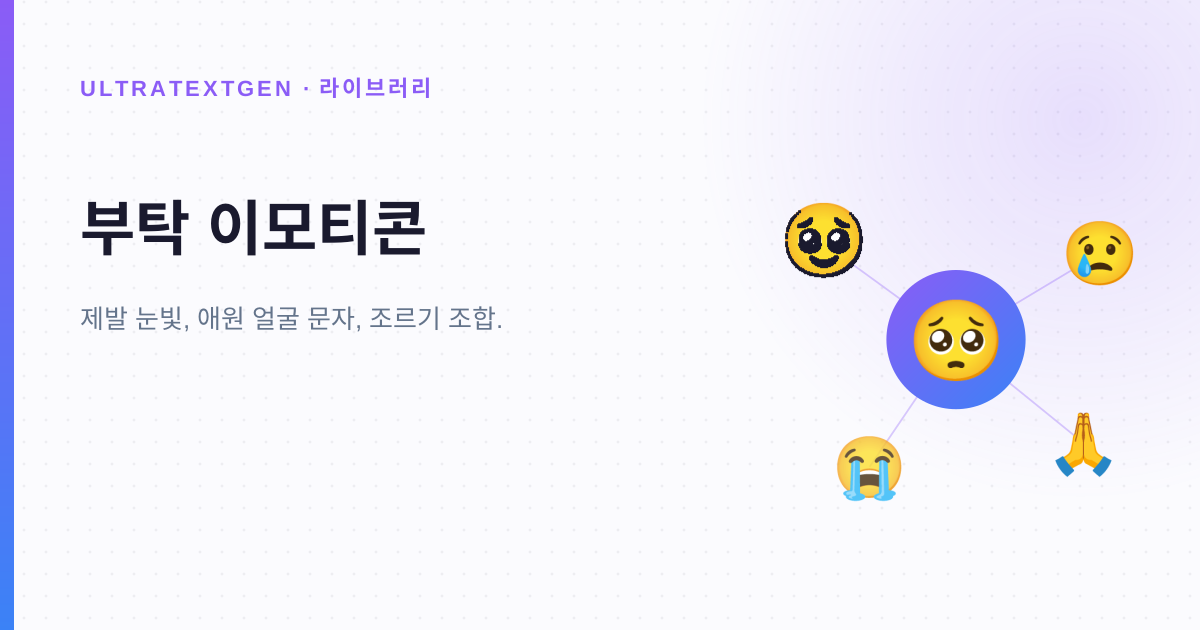 ULTRATEXTGEN · 라이브러리
부탁 이모티콘
제발 눈빛, 애원 얼굴 문자, 조르기 조합.